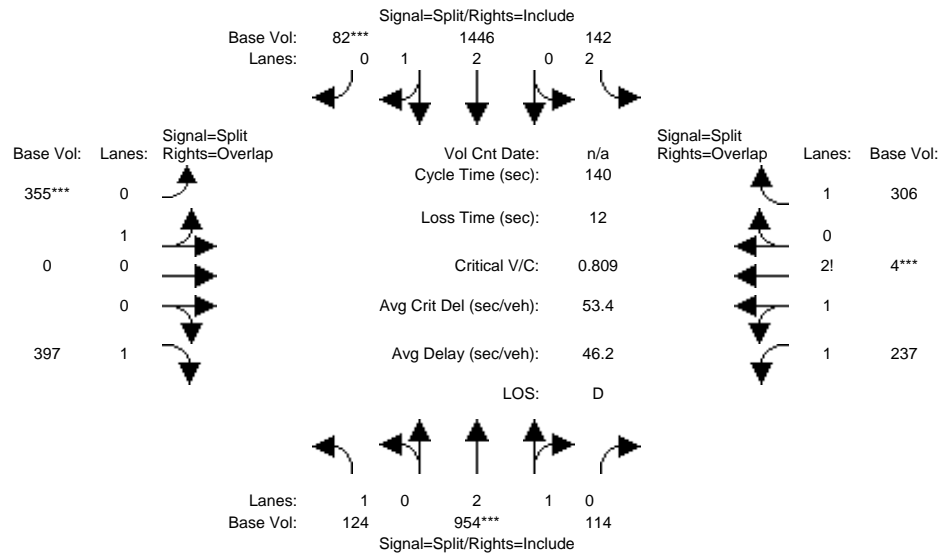 Signal=Split/Rights=Include
Base Vol: 82*** 1446 142
Lanes: 0 1 2 0 2
Signal=Split Signal=Split
Base Vol: Lanes: Rights=Overlap Vol Cnt Date: n/a Rights=Overlap Lanes: Base Vol:
Cycle Time (sec): 140
355*** 0 1 306
Loss Time (sec): 12
1 0
0 0 Critical V/C: 0.809 2! 4***
0 Avg Crit Del (sec/veh): 53.4 1
397 1 Avg Delay (sec/veh): 46.2 1 237
LOS: D
Lanes: 1 0 2 1 0
Base Vol: 124 954*** 114
Signal=Split/Rights=Include